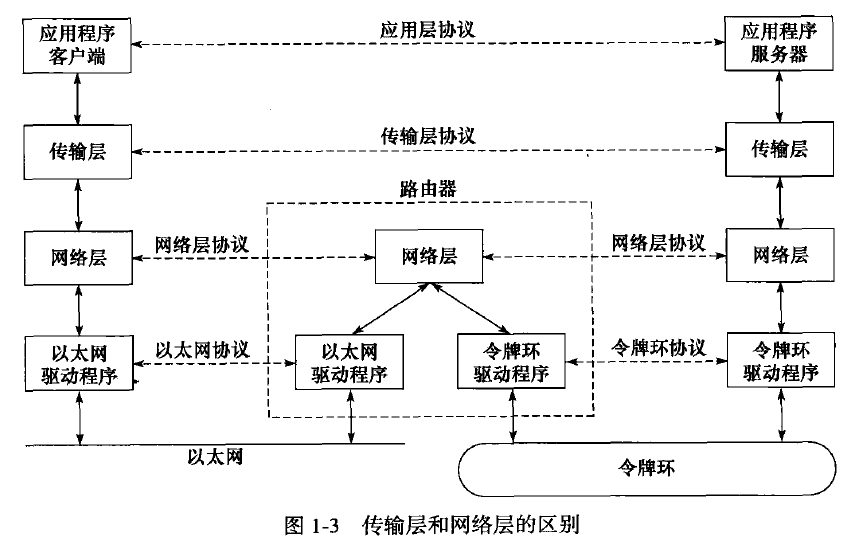 应用程序
客户端
应用层协议
应用程序
服务器
传输层
传输层协议
传输层
路由器
网络层
网络层协议
网络层
网络层协议
网络层
以太网
驱动程序
以太网协议
以太网
驱动程序
令牌环
驱动程序
令牌环协议
令牌环
驱动程序
以太网
令牌环
图 1-3 传输层和网络层的区别